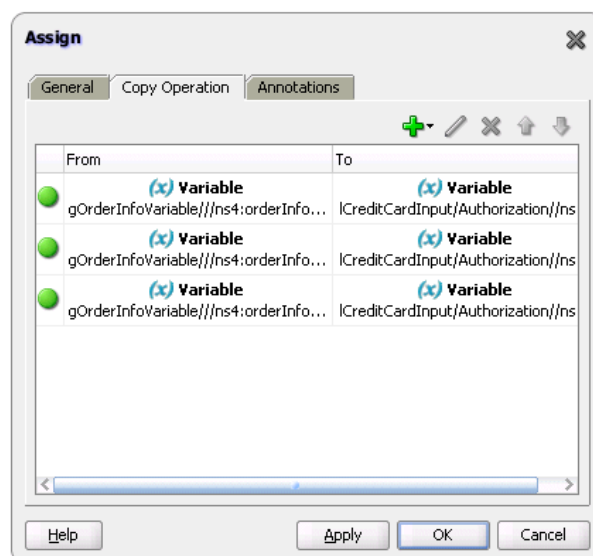 Assign
General Copy Operation Annotations
From To
(x) Variable (x) Variable
gOrderInfoVariable///ns4:orderInfo... lCreditCardInput/Authorization//ns
(x) Variable (x) Variable
gOrderInfoVariable///ns4:orderInfo... lCreditCardInput/Authorization//ns
(x) Variable (x) Variable
gOrderInfoVariable///ns4:orderInfo... lCreditCardInput/Authorization//ns
Help Apply OK Cancel